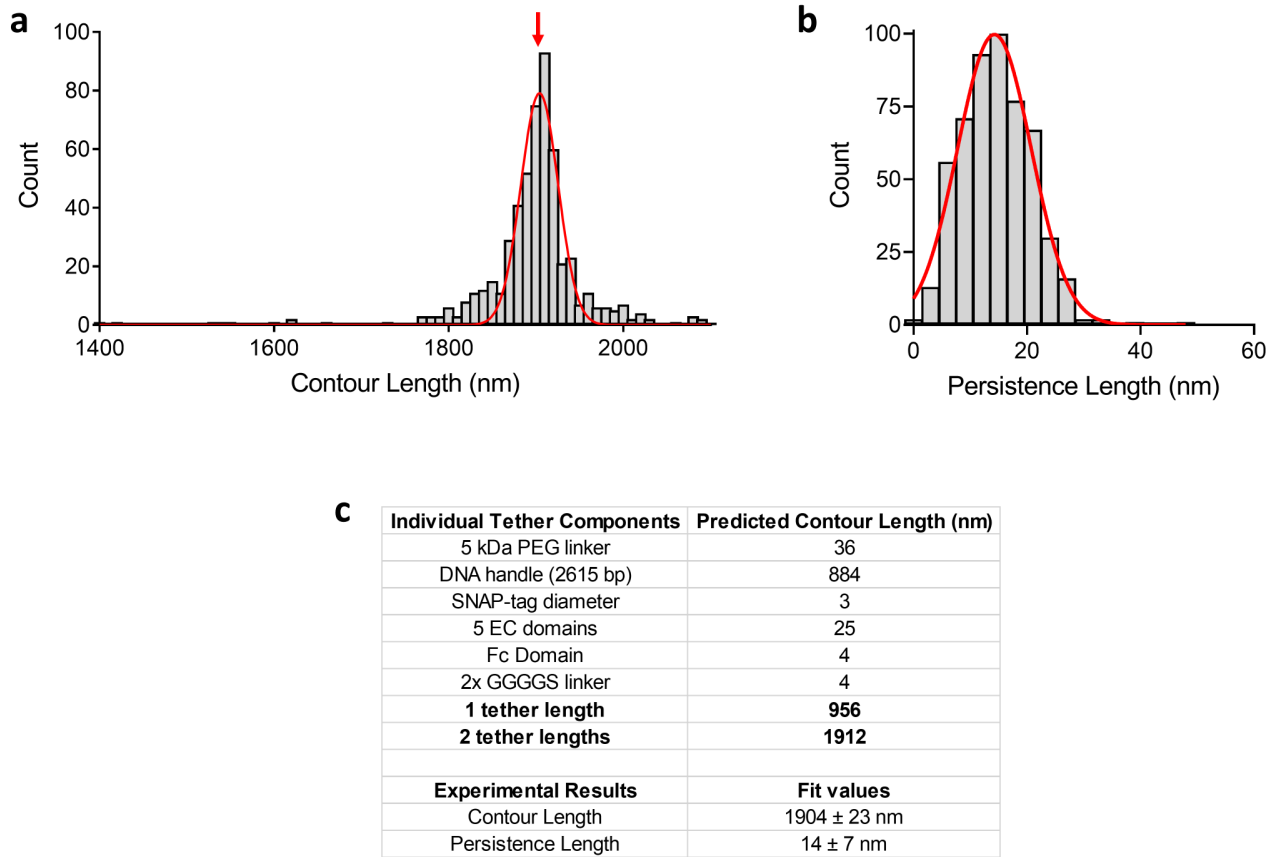 a
100
80
60
40
20
0
Count
1400
1600
1800
2000
Contour Length (nm)
b
100
75
50
25
0
Count
0
20
40
60
Persistence Length (nm)
c
Individual Tether Components Predicted Contour Length (nm)
5 kDa PEG linker 36
DNA handle (2615 bp) 884
SNAP-tag diameter 3
5 EC domains 25
Fc Domain 4
2x GGGGS linker 4
1 tether length 956
2 tether lengths 1912
Experimental Results Fit values
Contour Length 1904 ± 23 nm
Persistence Length 14 ± 7 nm